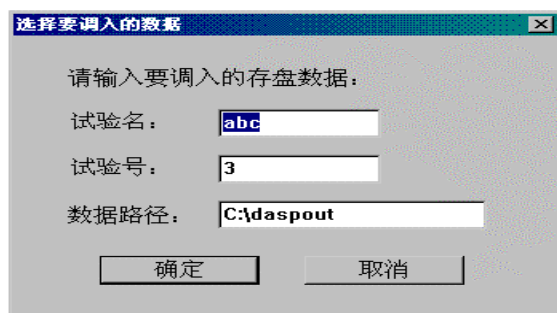 选择要调入的数据
请输入要调入的存盘数据：
试验名： abc
试验号： 3
数据路径： C:\daspout
确定 取消